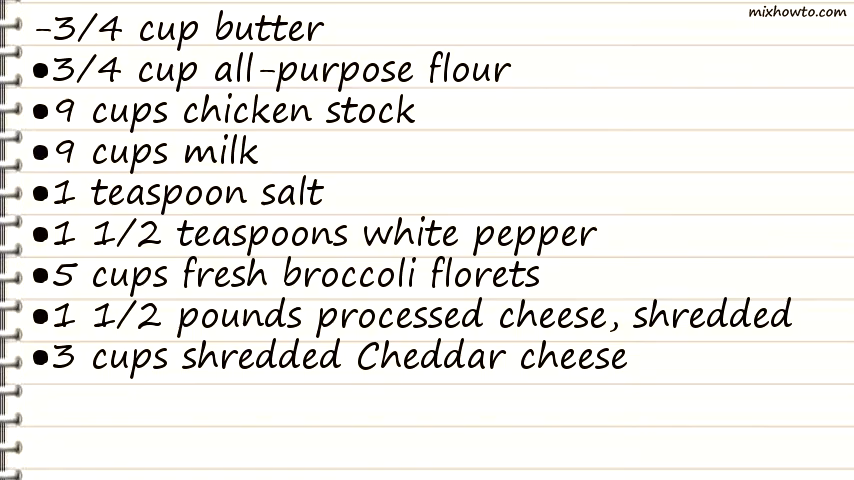 mixhowto.com
-3/4 cup butter
•3/4 cup all-purpose flour
•9 cups chicken stock
•9 cups milk
•1 teaspoon salt
•1 1/2 teaspoons white pepper
•5 cups fresh broccoli florets
•1 1/2 pounds processed cheese, shredded
•3 cups shredded Cheddar cheese